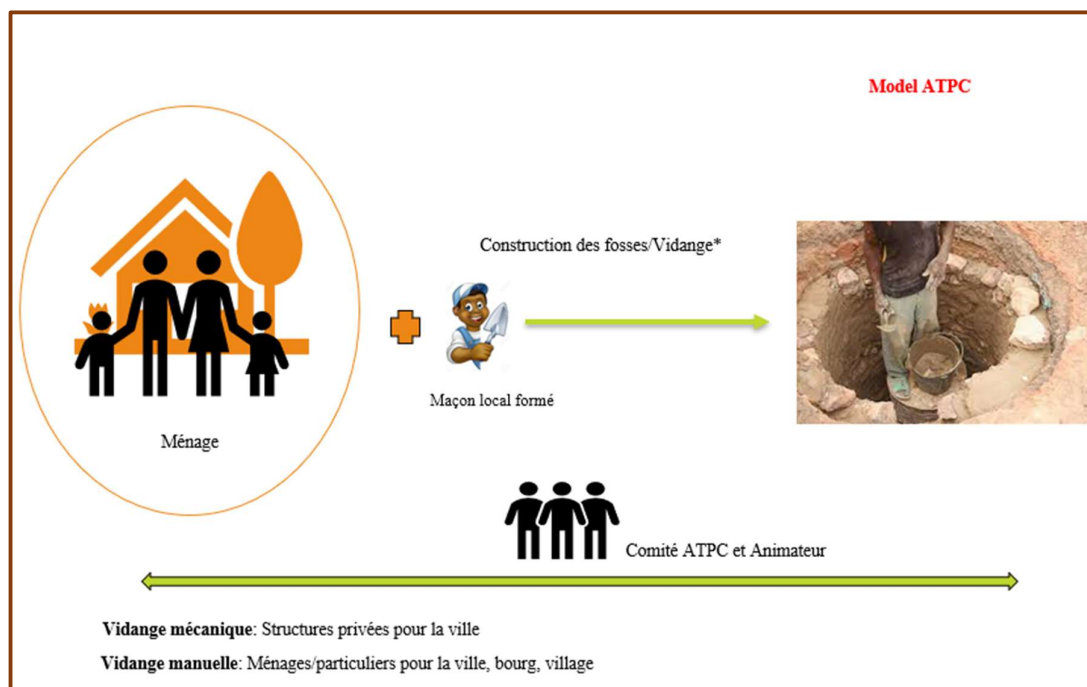 Model ATPC
Construction des fosses/Vidange*
Maçon local formé
Ménage
Comité ATPC et Animateur
Vidange mécanique: Structures privées pour la ville
Vidange manuelle: Ménages/particuliers pour la ville, bourg, village